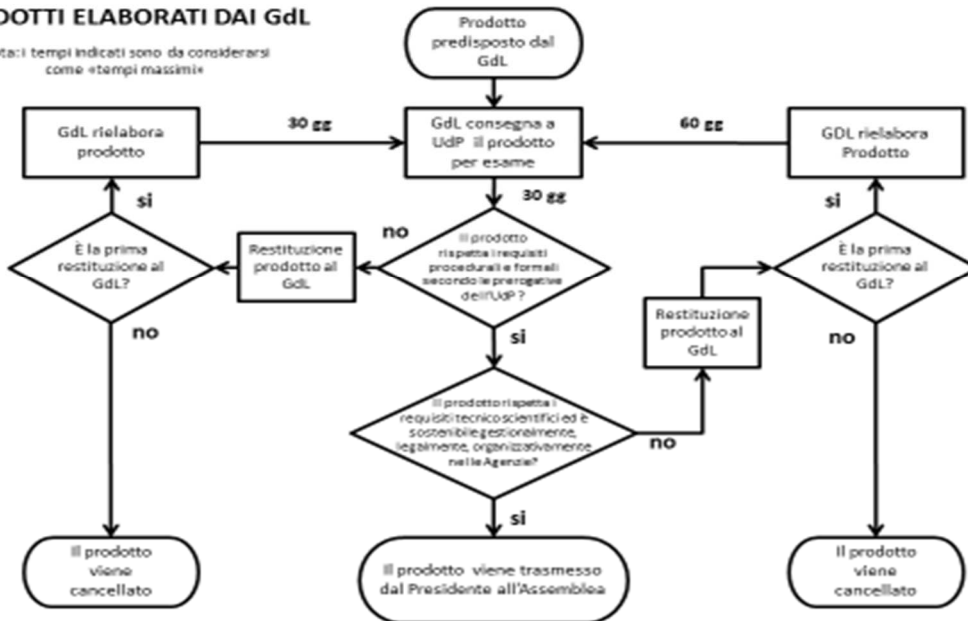 DOTTI ELABORATI DAI GdL
ta: i tempi indicati sono da considerarsi
come «tempi massimi»
Prodotto
predisposto dal
GdL
GdL rielabora
prodotto
30 gg
GdL consegna a
UdP il prodotto
per esame
60 gg
GDL rielabora
Prodotto
si
30 gg
si
È la prima
restituzione al
GdL?
Restituzione
prodotto al
GdL
no
Il prodotto
rispetta i requisiti
procedurali e formali
secondo le prerogative
dell'UdP ?
È la prima
restituzione al
GdL?
no
si
Restituzione
prodotto al
GdL
no
Il prodotto rispetta i
requisiti tecnico scientifici ed è
sostenibile gestionalmente,
legalmente, organizzativamente
nelle Agenzie?
no
si
Il prodotto
viene
cancellato
Il prodotto viene trasmesso
dal Presidente all'Assemblea
Il prodotto
viene
cancellato